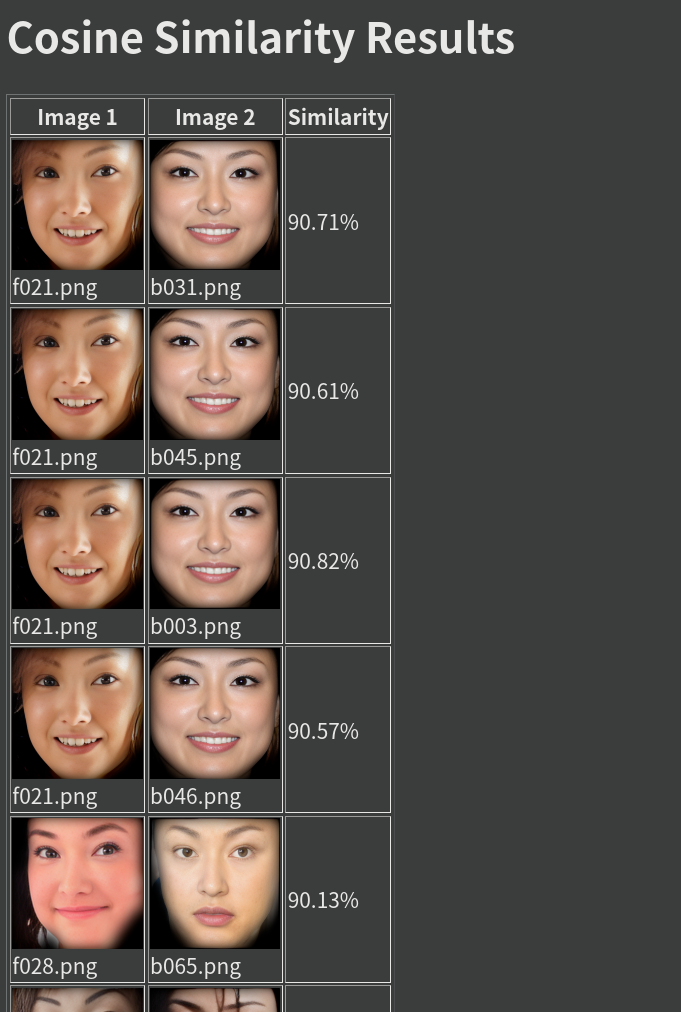 Cosine Similarity Results
Image 1 Image 2 Similarity
90.71%
f021.png b031.png
90.61%
f021.png b045.png
90.82%
f021.png b003.png
90.57%
f021.png b046.png
90.13%
f028.png b065.png